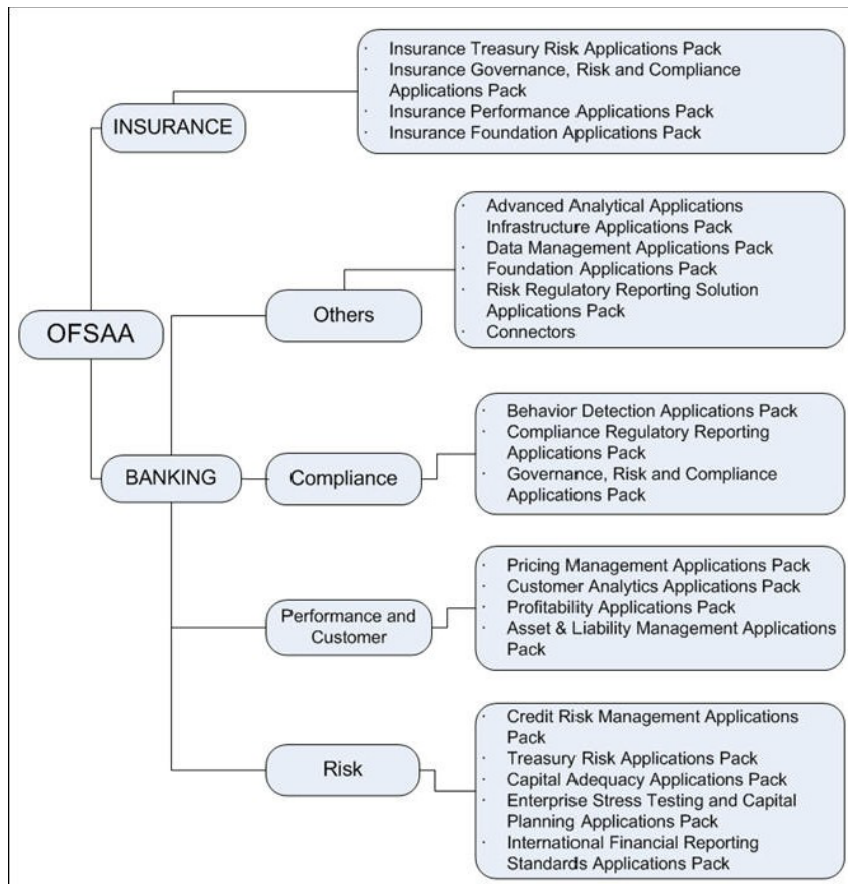 · Insurance Treasury Risk Applications Pack
· Insurance Governance, Risk and Compliance
Applications Pack
· Insurance Performance Applications Pack
· Insurance Foundation Applications Pack
INSURANCE
· Advanced Analytical Applications
Infrastructure Applications Pack
· Data Management Applications Pack
· Foundation Applications Pack
· Risk Regulatory Reporting Solution
Applications Pack
· Connectors
Others
OFSAA
· Behavior Detection Applications Pack
· Compliance Regulatory Reporting
Applications Pack
· Governance, Risk and Compliance
Applications Pack
BANKING
Compliance
· Pricing Management Applications Pack
· Customer Analytics Applications Pack
· Profitability Applications Pack
· Asset & Liability Management Applications
Pack
Performance and
Customer
· Credit Risk Management Applications
Pack
· Treasury Risk Applications Pack
· Capital Adequacy Applications Pack
· Enterprise Stress Testing and Capital
Planning Applications Pack
· International Financial Reporting
Standards Applications Pack
Risk